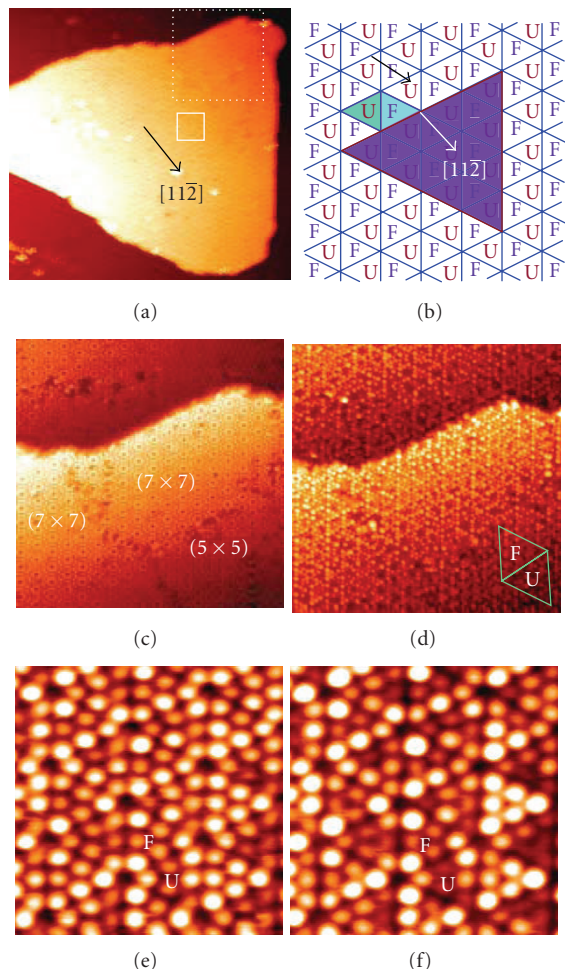 F U F U F U
U F U F U F
F U F U F U
U F U F U F
F U F U
[112̅]
[112̅]
U F F
F U
U F F
F U F U
U F U F U F
F U F U F U
U F U F U F
F U F U F U
(a)
(b)
(7 × 7)
(7 × 7)
(5 × 5)
F
U
(c)
(d)
F
U
F
U
(e)
(f)